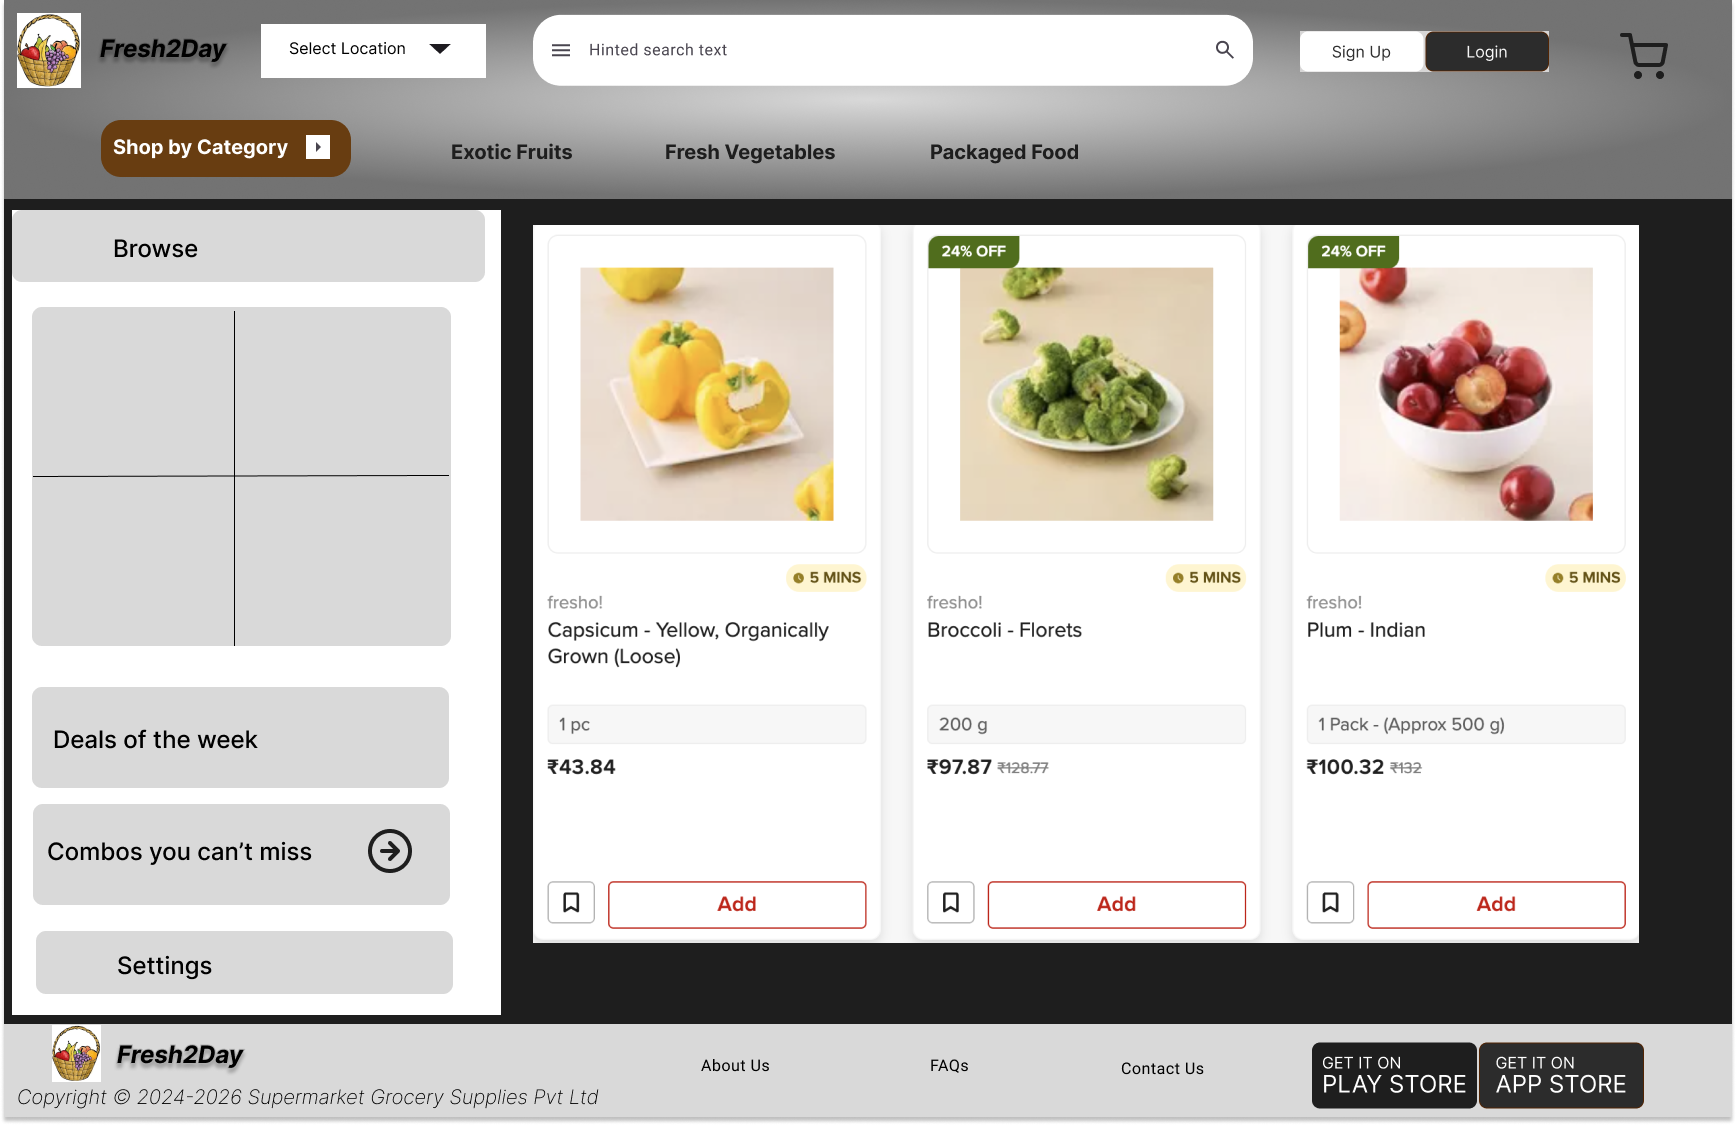 Fresh2Day
Select Location
Hinted search text
Sign Up
Login
Shop by Category
Exotic Fruits
Fresh Vegetables
Packaged Food
Browse
Deals of the week
Combos you can’t miss
Settings
5 MINS
fresho!
Capsicum - Yellow, Organically
Grown (Loose)
1 pc
₹43.84
Add
24% OFF
5 MINS
fresho!
Broccoli - Florets
200 g
₹97.87 ₹128.77
Add
24% OFF
5 MINS
fresho!
Plum - Indian
1 Pack - (Approx 500 g)
₹100.32 ₹132
Add
Fresh2Day
Copyright © 2024-2026 Supermarket Grocery Supplies Pvt Ltd
About Us
FAQs
Contact Us
GET IT ON
PLAY STORE
GET IT ON
APP STORE